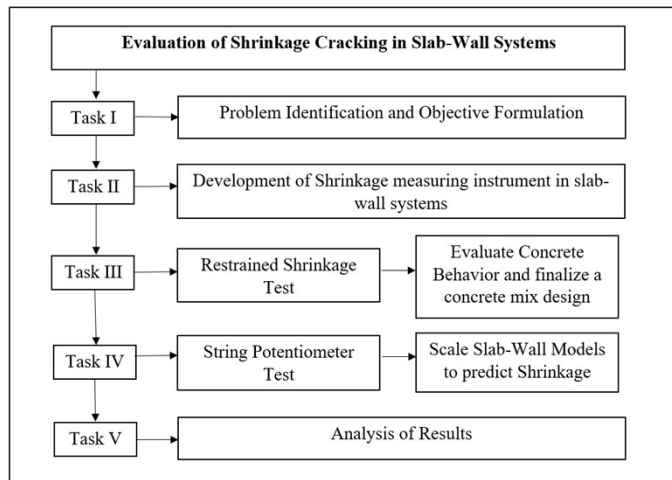 Evaluation of Shrinkage Cracking in Slab-Wall Systems
Task I
Problem Identification and Objective Formulation
Task II
Development of Shrinkage measuring instrument in slab-
wall systems
Task III
Restrained Shrinkage
Test
Evaluate Concrete
Behavior and finalize a
concrete mix design
Task IV
String Potentiometer
Test
Scale Slab-Wall Models
to predict Shrinkage
Task V
Analysis of Results